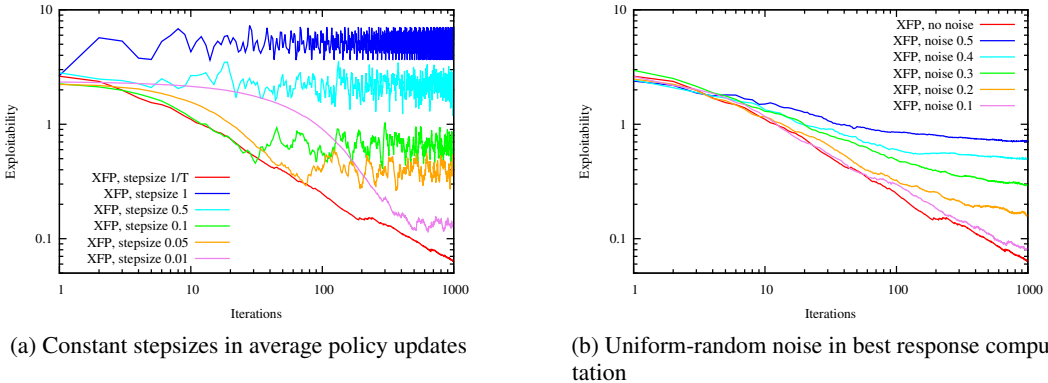 10
1
0.1
1
10
100
1000
Exploitability
Iterations
XFP, stepsize 1/T
XFP, stepsize 1
XFP, stepsize 0.5
XFP, stepsize 0.1
XFP, stepsize 0.05
XFP, stepsize 0.01
(a) Constant stepsizes in average policy updates
10
1
0.1
1
10
100
1000
Exploitability
Iterations
XFP, no noise
XFP, noise 0.5
XFP, noise 0.4
XFP, noise 0.3
XFP, noise 0.2
XFP, noise 0.1
(b) Uniform-random noise in best response compu
tation